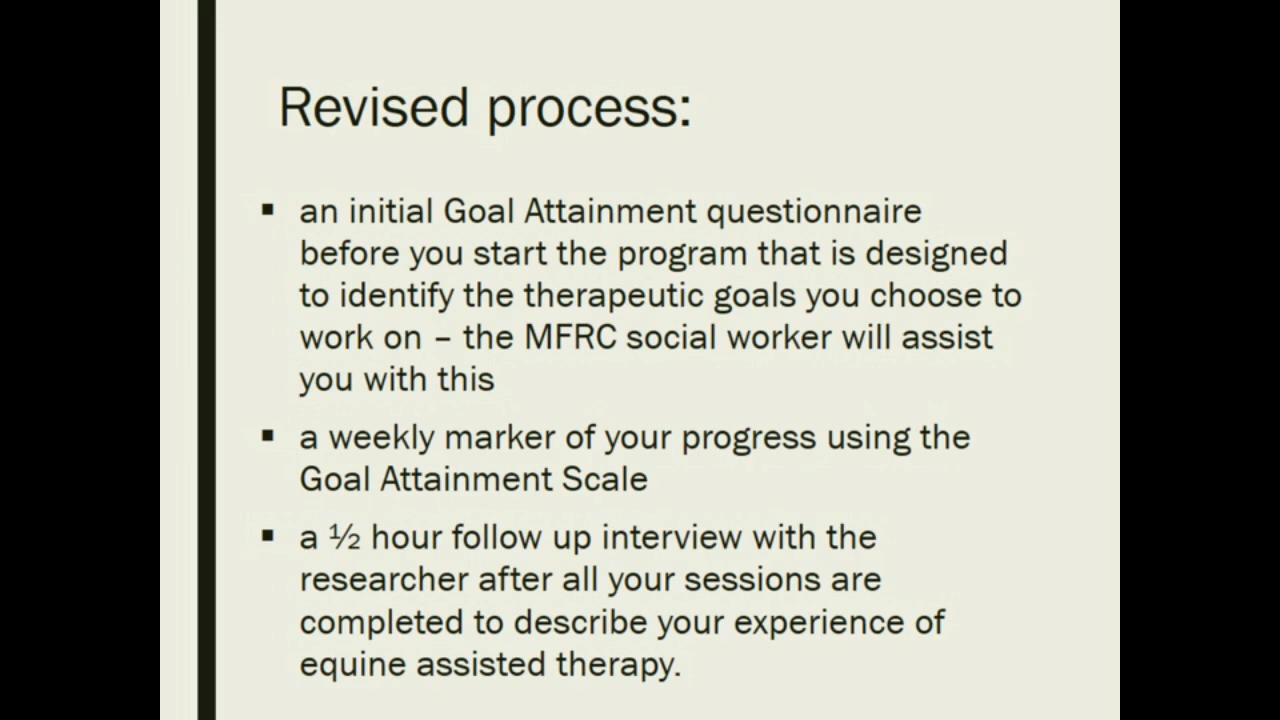 Revised process:
▪ an initial Goal Attainment questionnaire
before you start the program that is designed
to identify the therapeutic goals you choose to
work on – the MFRC social worker will assist
you with this
▪ a weekly marker of your progress using the
Goal Attainment Scale
▪ a ½ hour follow up interview with the
researcher after all your sessions are
completed to describe your experience of
equine assisted therapy.